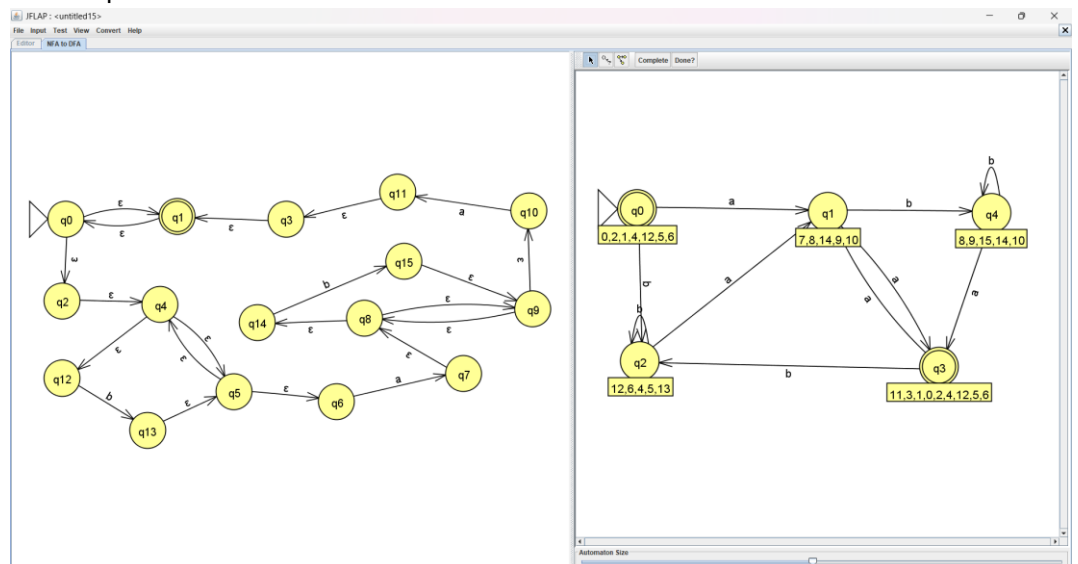 JFLAP : <untitled15>
File Input Test View Convert Help
Editor NFA to DFA
Complete Done?
q11
ε
q0
ε
q1
ε
q3
ε
a
q10
ε
q15
b
ε
ε
q2
ε
q4
q14
ε
q8
ε
ε
q9
ε
ε
ε
ε
q12
b
ε
q5
ε
q6
a
q7
q13
b
q0
a
q1
b
q4
0,2,1,4,12,5,6
7,8,14,9,10
8,9,15,14,10
b
a
a
a
a
b
q2
b
q3
12,6,4,5,13
11,3,1,0,2,4,12,5,6
Automaton Size